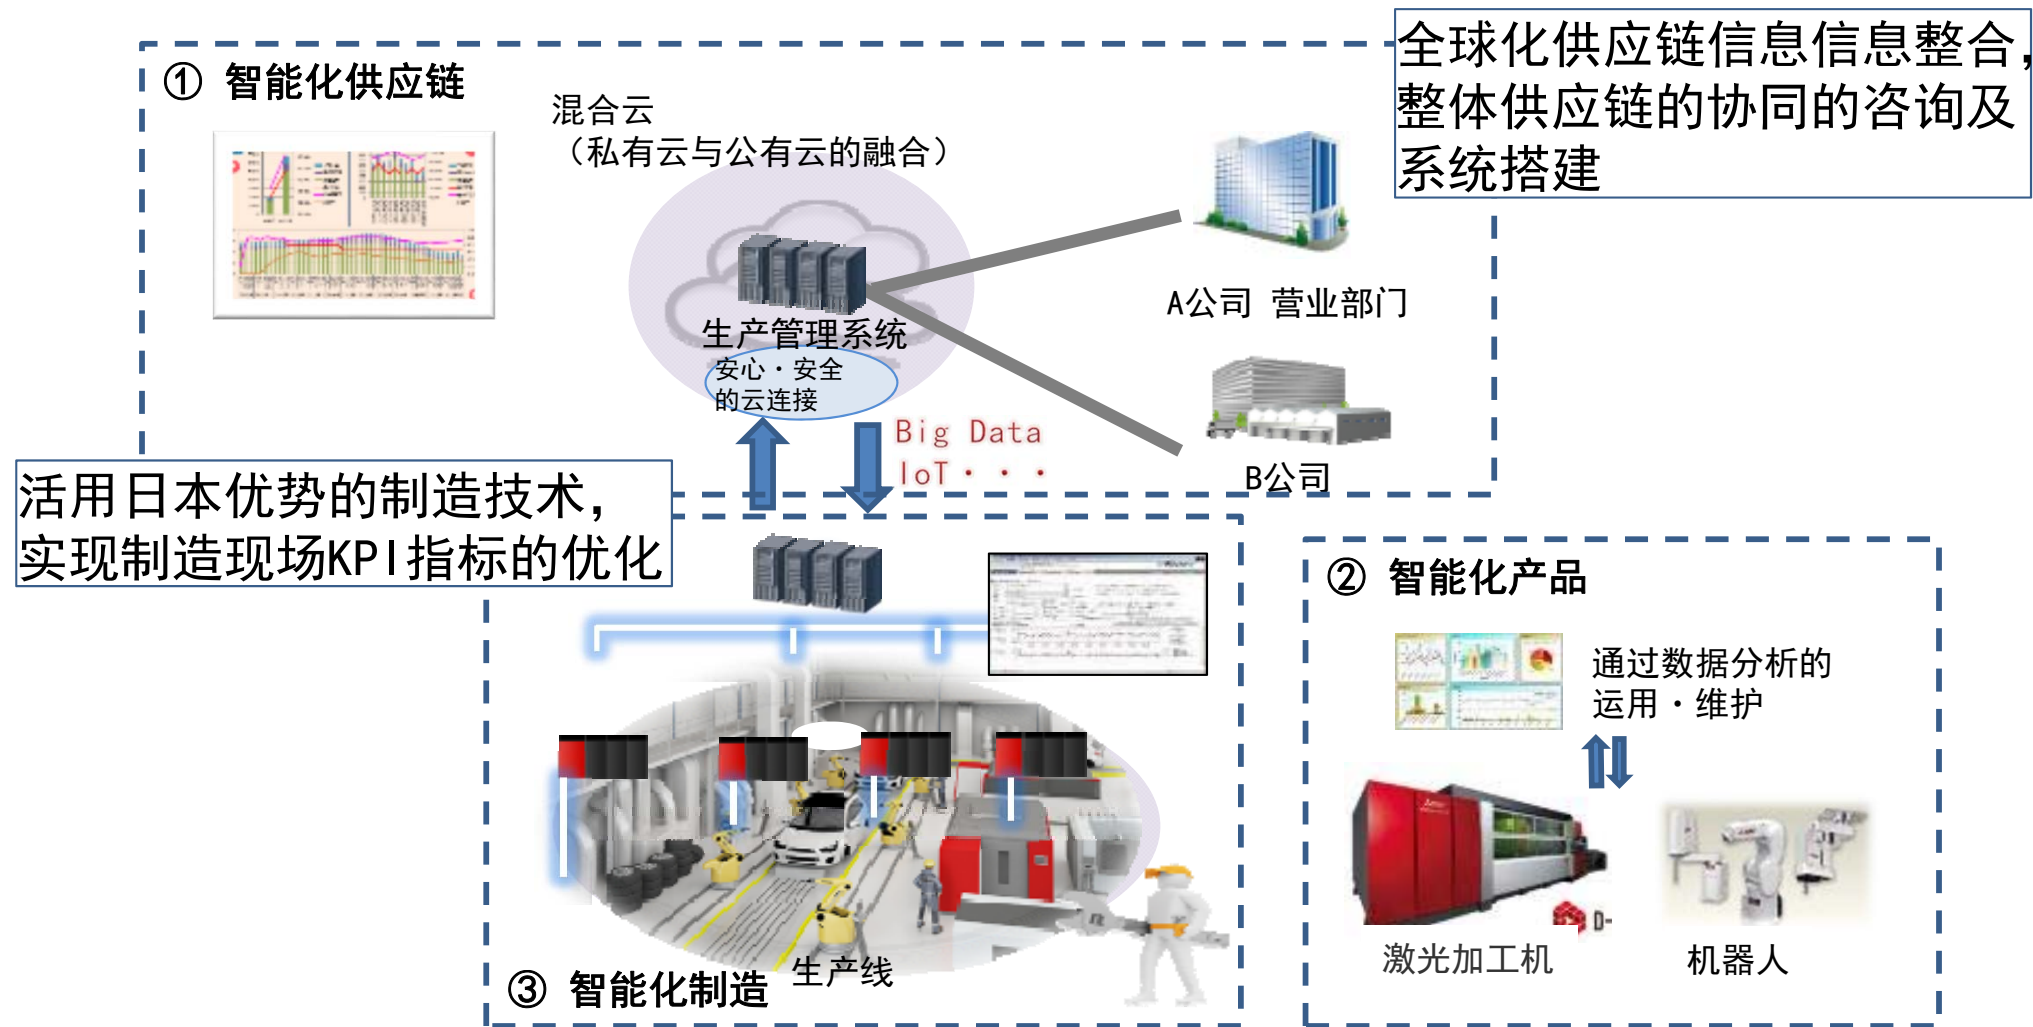 ① 智能化供应链
混合云
（私有云与公有云的融合）
全球化供应链信息信息整合，
整体供应链的协同的咨询及
系统搭建
生产管理系统
安心・安全
的云连接
A公司 营业部门
B公司
Big Data
IoT・・・
活用日本优势的制造技术，
实现制造现场KPI指标的优化
② 智能化产品
通过数据分析的
运用・维护
D-
激光加工机
机器人
生产线
③ 智能化制造